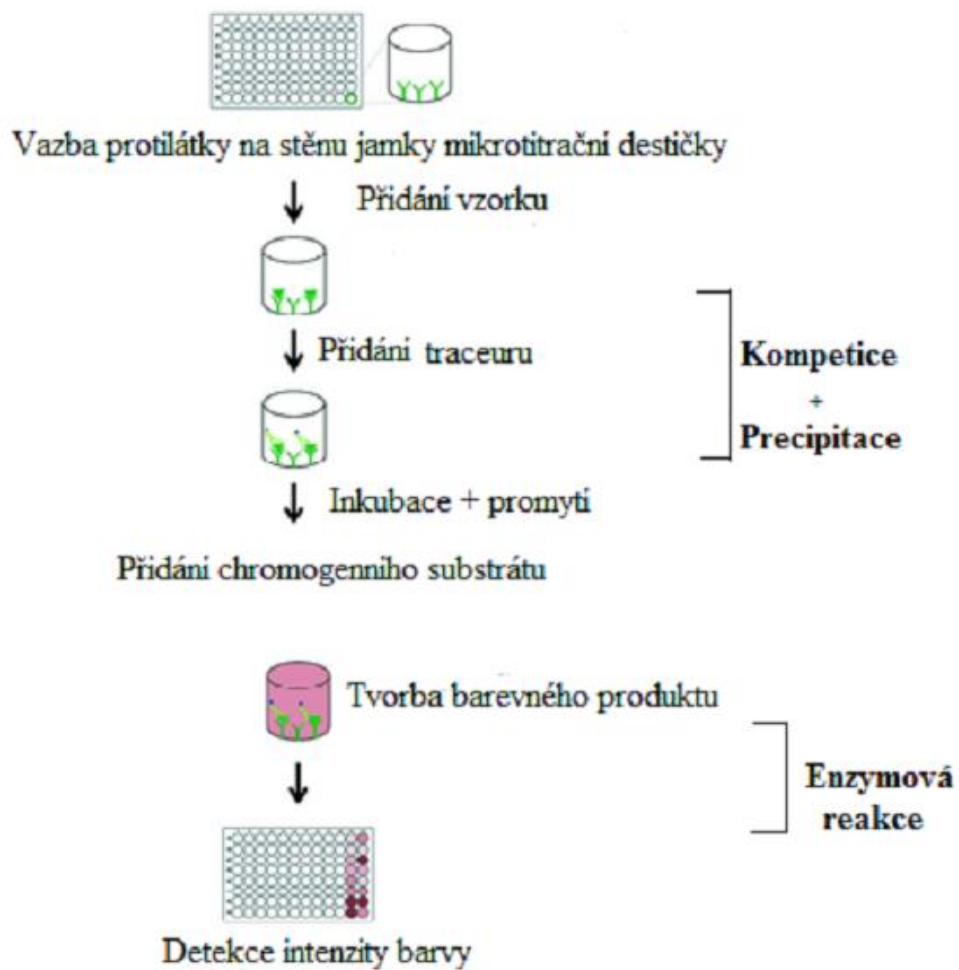 Vazba protilátky na stěnu jamky mikrotitrační destičky
Přidání vzorku
Přidání traceuru
Kompetice
+
Precipitace
Inkubace + promytí
Přidání chromogenního substrátu
Tvorba barevného produktu
Enzymová
reakce
Detekce intenzity barvy